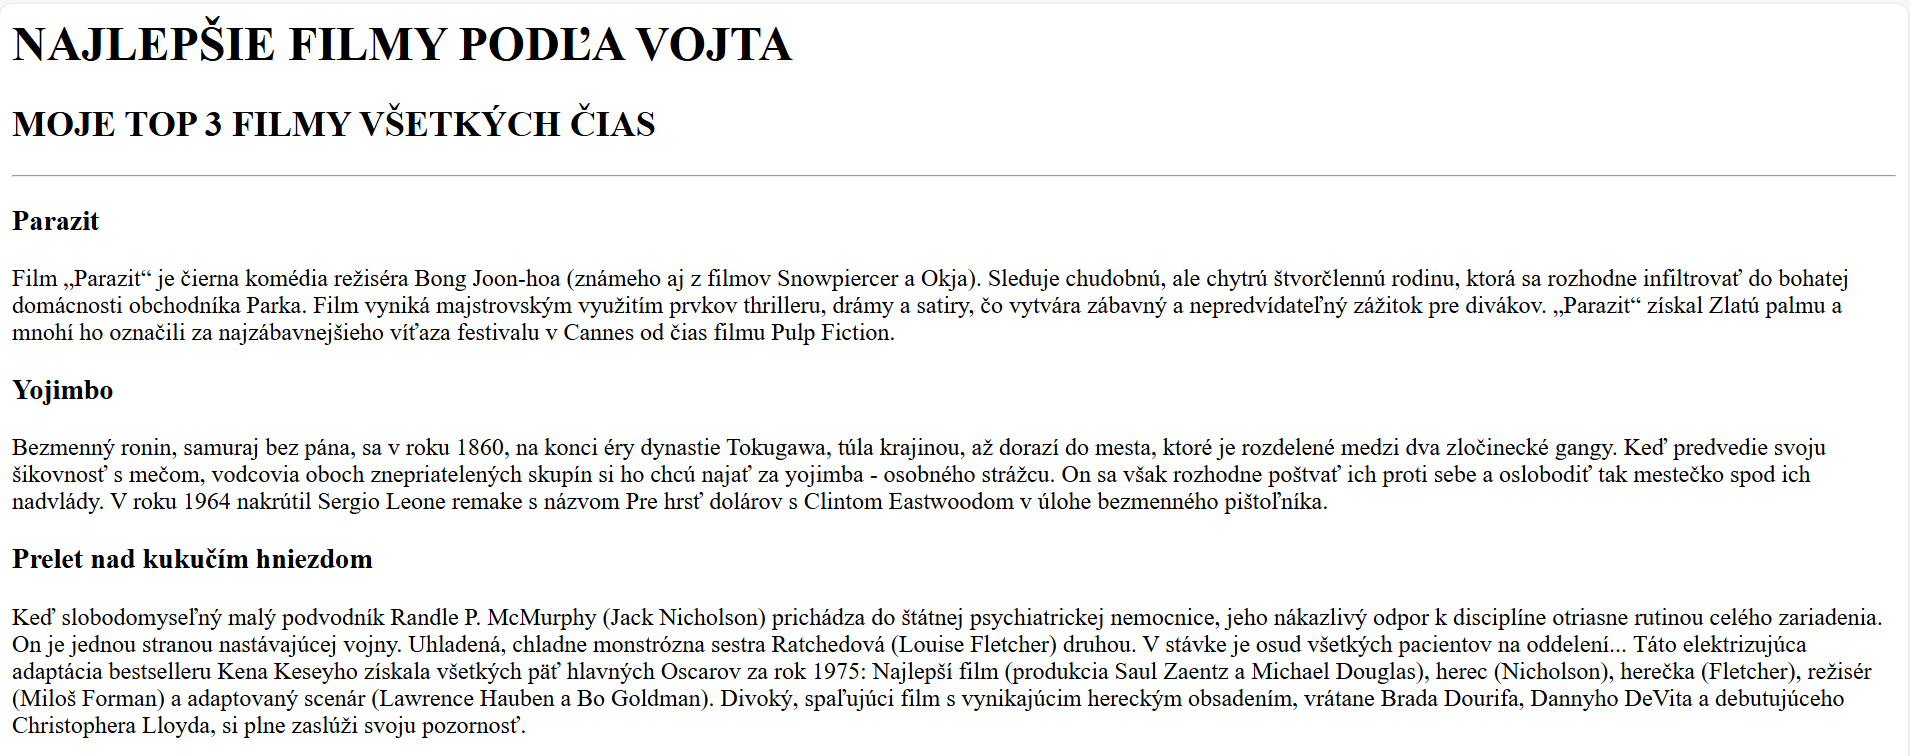 NAJLEPŠIE FILMY PODĽA VOJTA
MOJE TOP 3 FILMY VŠETKÝCH ČIAS
Parazit
Film „Parazit“ je čierna komédia režiséra Bong Joon-hoa (známeho aj z filmov Snowpiercer a Okja). Sleduje chudobnú, ale chytrú štvorčlennú rodinu, ktorá sa rozhodne infiltrovať do bohatej
domácnosti obchodníka Parka. Film vyniká majstrovským využitím prvkov thrilleru, drámy a satiry, čo vytvára zábavný a nepredvídateľný zážitok pre divákov. „Parazit“ získal Zlatú palmu a
mnohí ho označili za najzábavnejšieho víťaza festivalu v Cannes od čias filmu Pulp Fiction.
Yojimbo
Bezmenný ronin, samuraj bez pána, sa v roku 1860, na konci éry dynastie Tokugawa, túla krajinou, až dorazí do mesta, ktoré je rozdelené medzi dva zločinecké gangy. Keď predvedie svoju
šikovnosť s mečom, vodcovia oboch znepriatelených skupín si ho chcú najať za yojimba - osobného strážcu. On sa však rozhodne poštvať ich proti sebe a oslobodiť tak mestečko spod ich
nadvlády. V roku 1964 nakrútil Sergio Leone remake s názvom Pre hrsť dolárov s Clintom Eastwoodom v úlohe bezmenného pištoľníka.
Prelet nad kukučím hniezdom
Keď slobodomyseľný malý podvodník Randle P. McMurphy (Jack Nicholson) prichádza do štátnej psychiatrickej nemocnice, jeho nákazlivý odpor k disciplíne otriasne rutinou celého zariadenia.
On je jednou stranou nastávajúcej vojny. Uhladená, chladne monstrózna sestra Ratchedová (Louise Fletcher) druhou. V stávke je osud všetkých pacientov na oddelení... Táto elektrizujúca
adaptácia bestselleru Kena Keseyho získala všetkých päť hlavných Oscarov za rok 1975: Najlepší film (produkcia Saul Zaentz a Michael Douglas), herec (Nicholson), herečka (Fletcher), režisér
(Miloš Forman) a adaptovaný scenár (Lawrence Hauben a Bo Goldman). Divoký, spaľujúci film s vynikajúcim hereckým obsadením, vrátane Brada Dourifa, Dannyho DeVita a debutujúceho
Christophera Lloyda, si plne zaslúži svoju pozornosť.